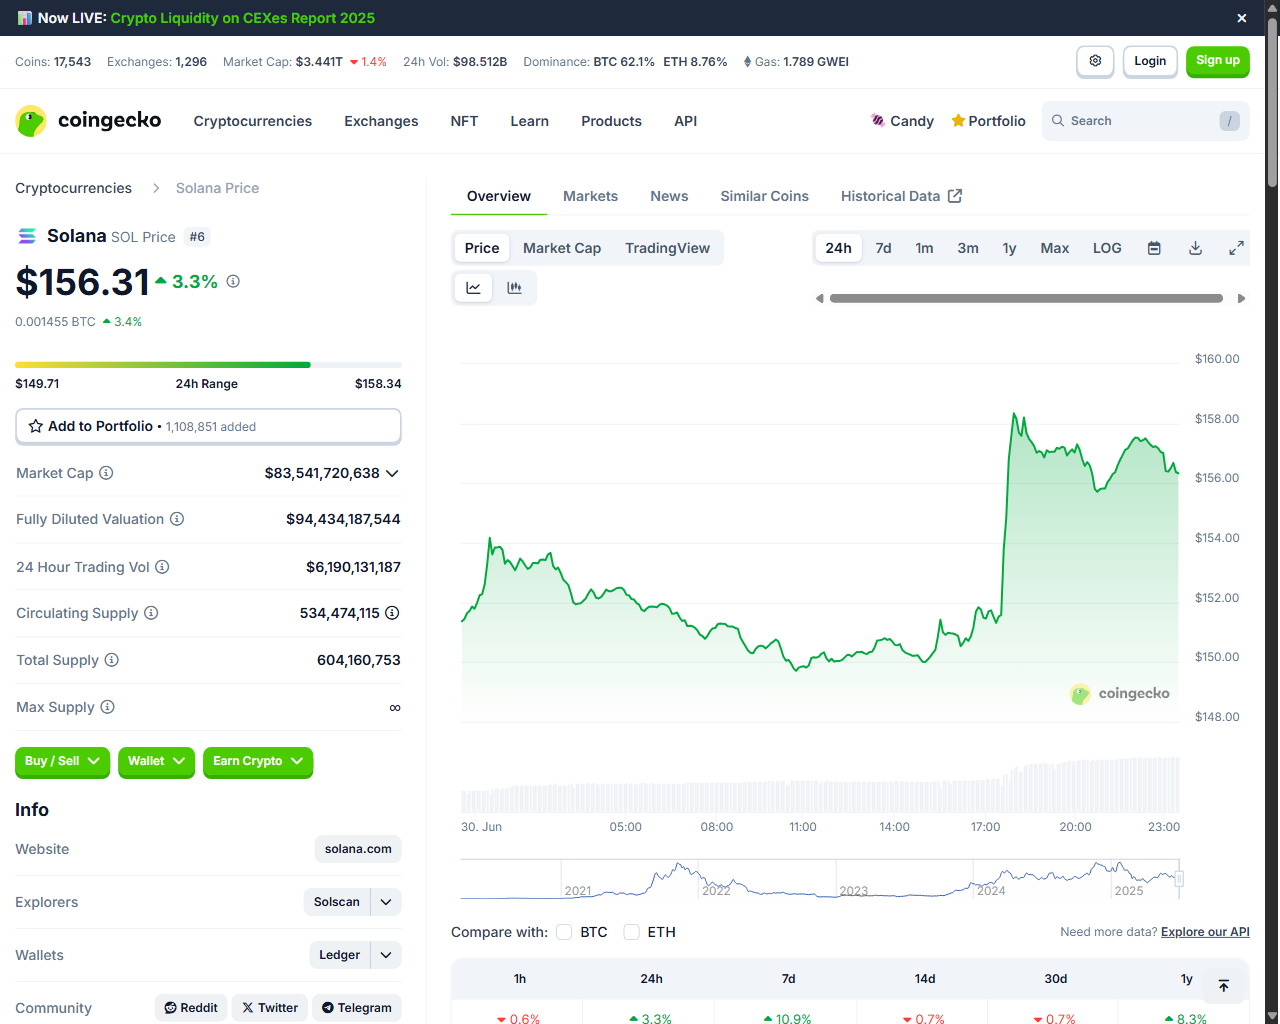 Now LIVE: Crypto Liquidity on CEXes Report 2025
Coins: 17,543 Exchanges: 1,296 Market Cap: $3.441T 1.4% 24h Vol: $98.512B Dominance: BTC 62.1% ETH 8.76% Gas: 1.789 GWEI
Login
Sign up
coingecko
Cryptocurrencies Exchanges NFT Learn Products API
Candy Portfolio Search /
Cryptocurrencies > Solana Price
Solana SOL Price #6
$156.31 3.3%
0.001455 BTC 3.4%
$149.71 24h Range $158.34
Add to Portfolio • 1,108,851 added
Market Cap $83,541,720,638
Fully Diluted Valuation $94,434,187,544
24 Hour Trading Vol $6,190,131,187
Circulating Supply 534,474,115
Total Supply 604,160,753
Max Supply ∞
Buy / Sell Wallet Earn Crypto
Info
Website solana.com
Explorers Solscan
Wallets Ledger
Community Reddit Twitter Telegram
Overview Markets News Similar Coins Historical Data
Price Market Cap TradingView
24h 7d 1m 3m 1y Max LOG
$160.00
$158.00
$156.00
$154.00
$152.00
$150.00
$148.00
coingecko
30. Jun 05:00 08:00 11:00 14:00 17:00 20:00 23:00
2021 2022 2023 2024 2025
Compare with: BTC ETH
Need more data? Explore our API
1h 24h 7d 14d 30d 1y
0.6% 3.3% 10.9% 0.7% 0.7% 8.3%